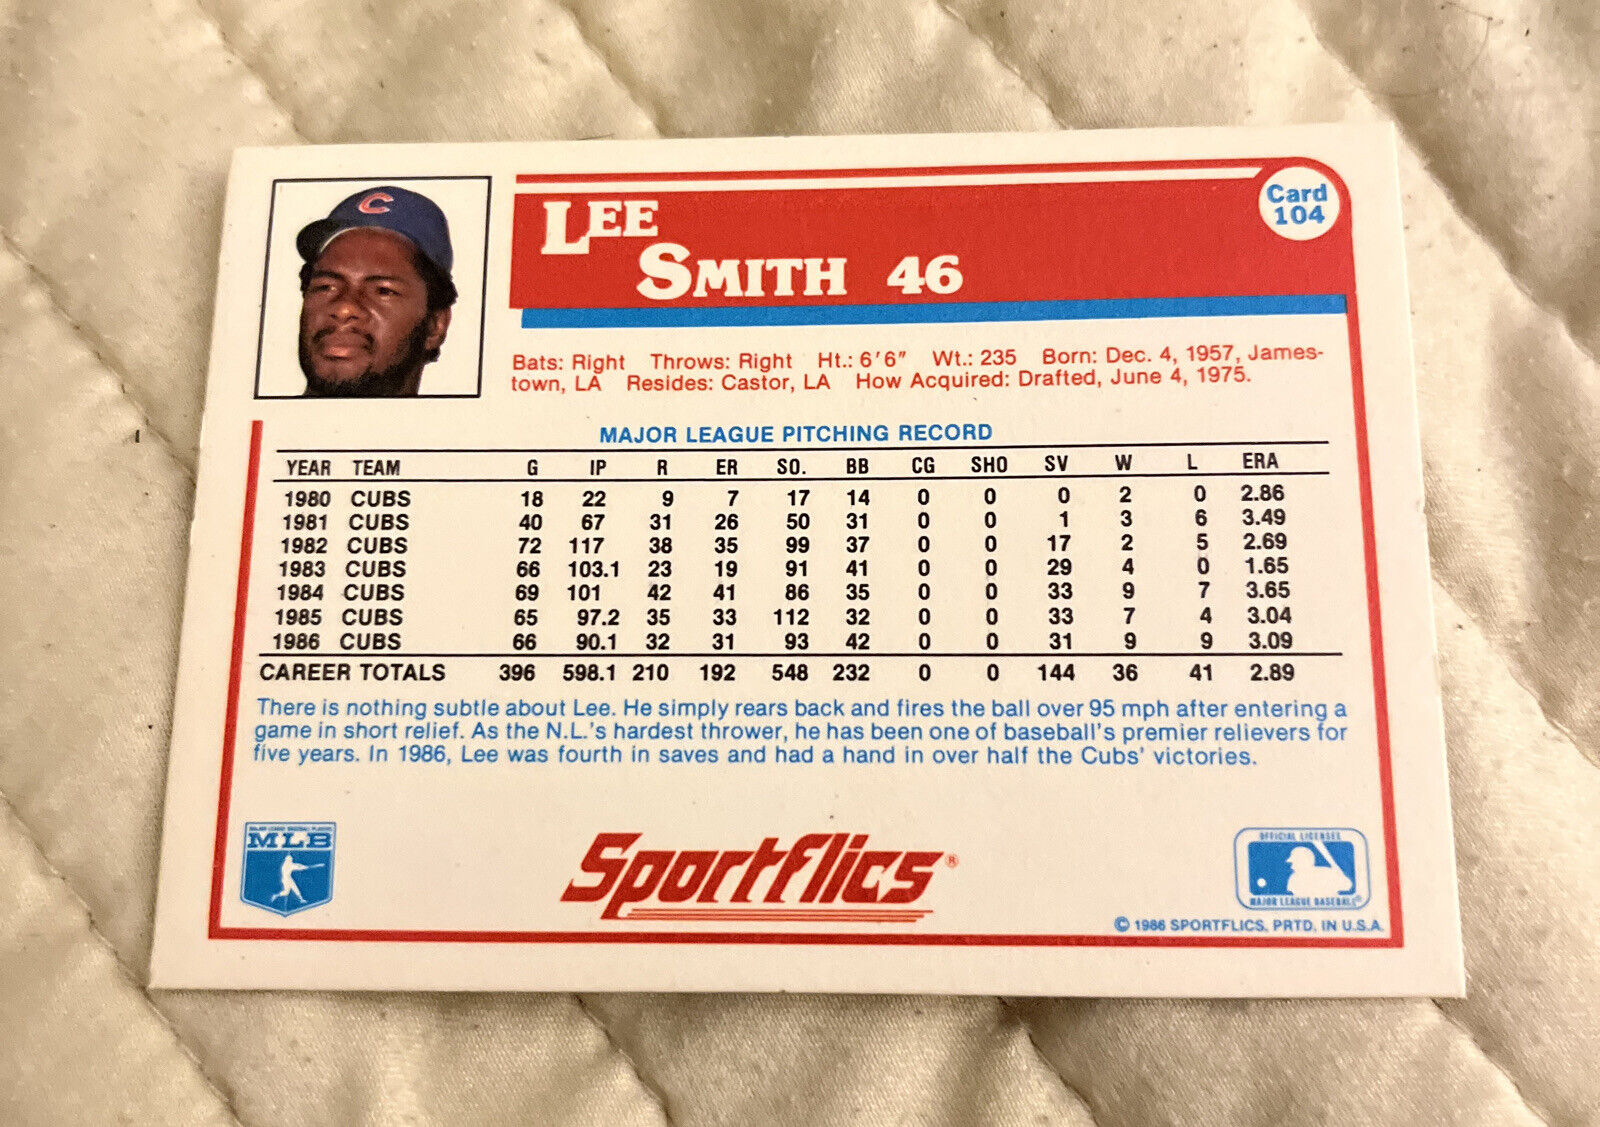 C
Card
104
LEE
SMITH 46
Bats: Right Throws: Right Ht.: 6'6" Wt.: 235 Born: Dec. 4, 1957, James-
town, LA Resides: Castor, LA How Acquired: Drafted, June 4, 1975.
MAJOR LEAGUE PITCHING RECORD
YEAR TEAM G IP R ER SO. BB CG SHO SV W L ERA
1980 CUBS 18 22 9 7 17 14 0 0 0 2 0 2.86
1981 CUBS 40 67 31 26 50 31 0 0 1 3 6 3.49
1982 CUBS 72 117 38 35 99 37 0 0 17 2 5 2.69
1983 CUBS 66 103.1 23 19 91 41 0 0 29 4 0 1.65
1984 CUBS 69 101 42 41 86 35 0 0 33 9 7 3.65
1985 CUBS 65 97.2 35 33 112 32 0 0 33 7 4 3.04
1986 CUBS 66 90.1 32 31 93 42 0 0 31 9 9 3.09
CAREER TOTALS 396 598.1 210 192 548 232 0 0 144 36 41 2.89
There is nothing subtle about Lee. He simply rears back and fires the ball over 95 mph after entering a
game in short relief. As the N.L.'s hardest thrower, he has been one of baseball's premier relievers for
five years. In 1986, Lee was fourth in saves and had a hand in over half the Cubs' victories.
MAJOR LEAGUE BASEBALL PLAYERS
MLB
Sportflics®
OFFICIAL LICENSEE
MAJOR LEAGUE BASEBALL®
© 1986 SPORTFLICS, PRTD. IN U.S.A.